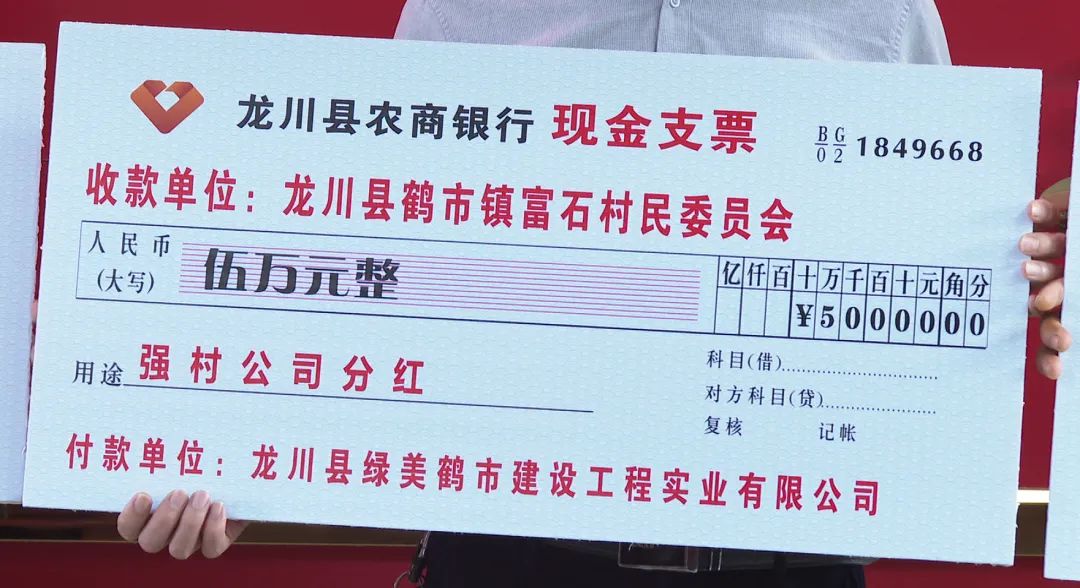 龙川县农商银行 现金支票 BG02 1849668
收款单位：龙川县鹤市镇富石村民委员会
人民币(大写) 伍万元整 亿仟百十万千百十元角分
¥5000000
用途 强村公司分红
科目(借)
对方科目(贷)
复核 记帐
付款单位：龙川县绿美鹤市建设工程实业有限公司